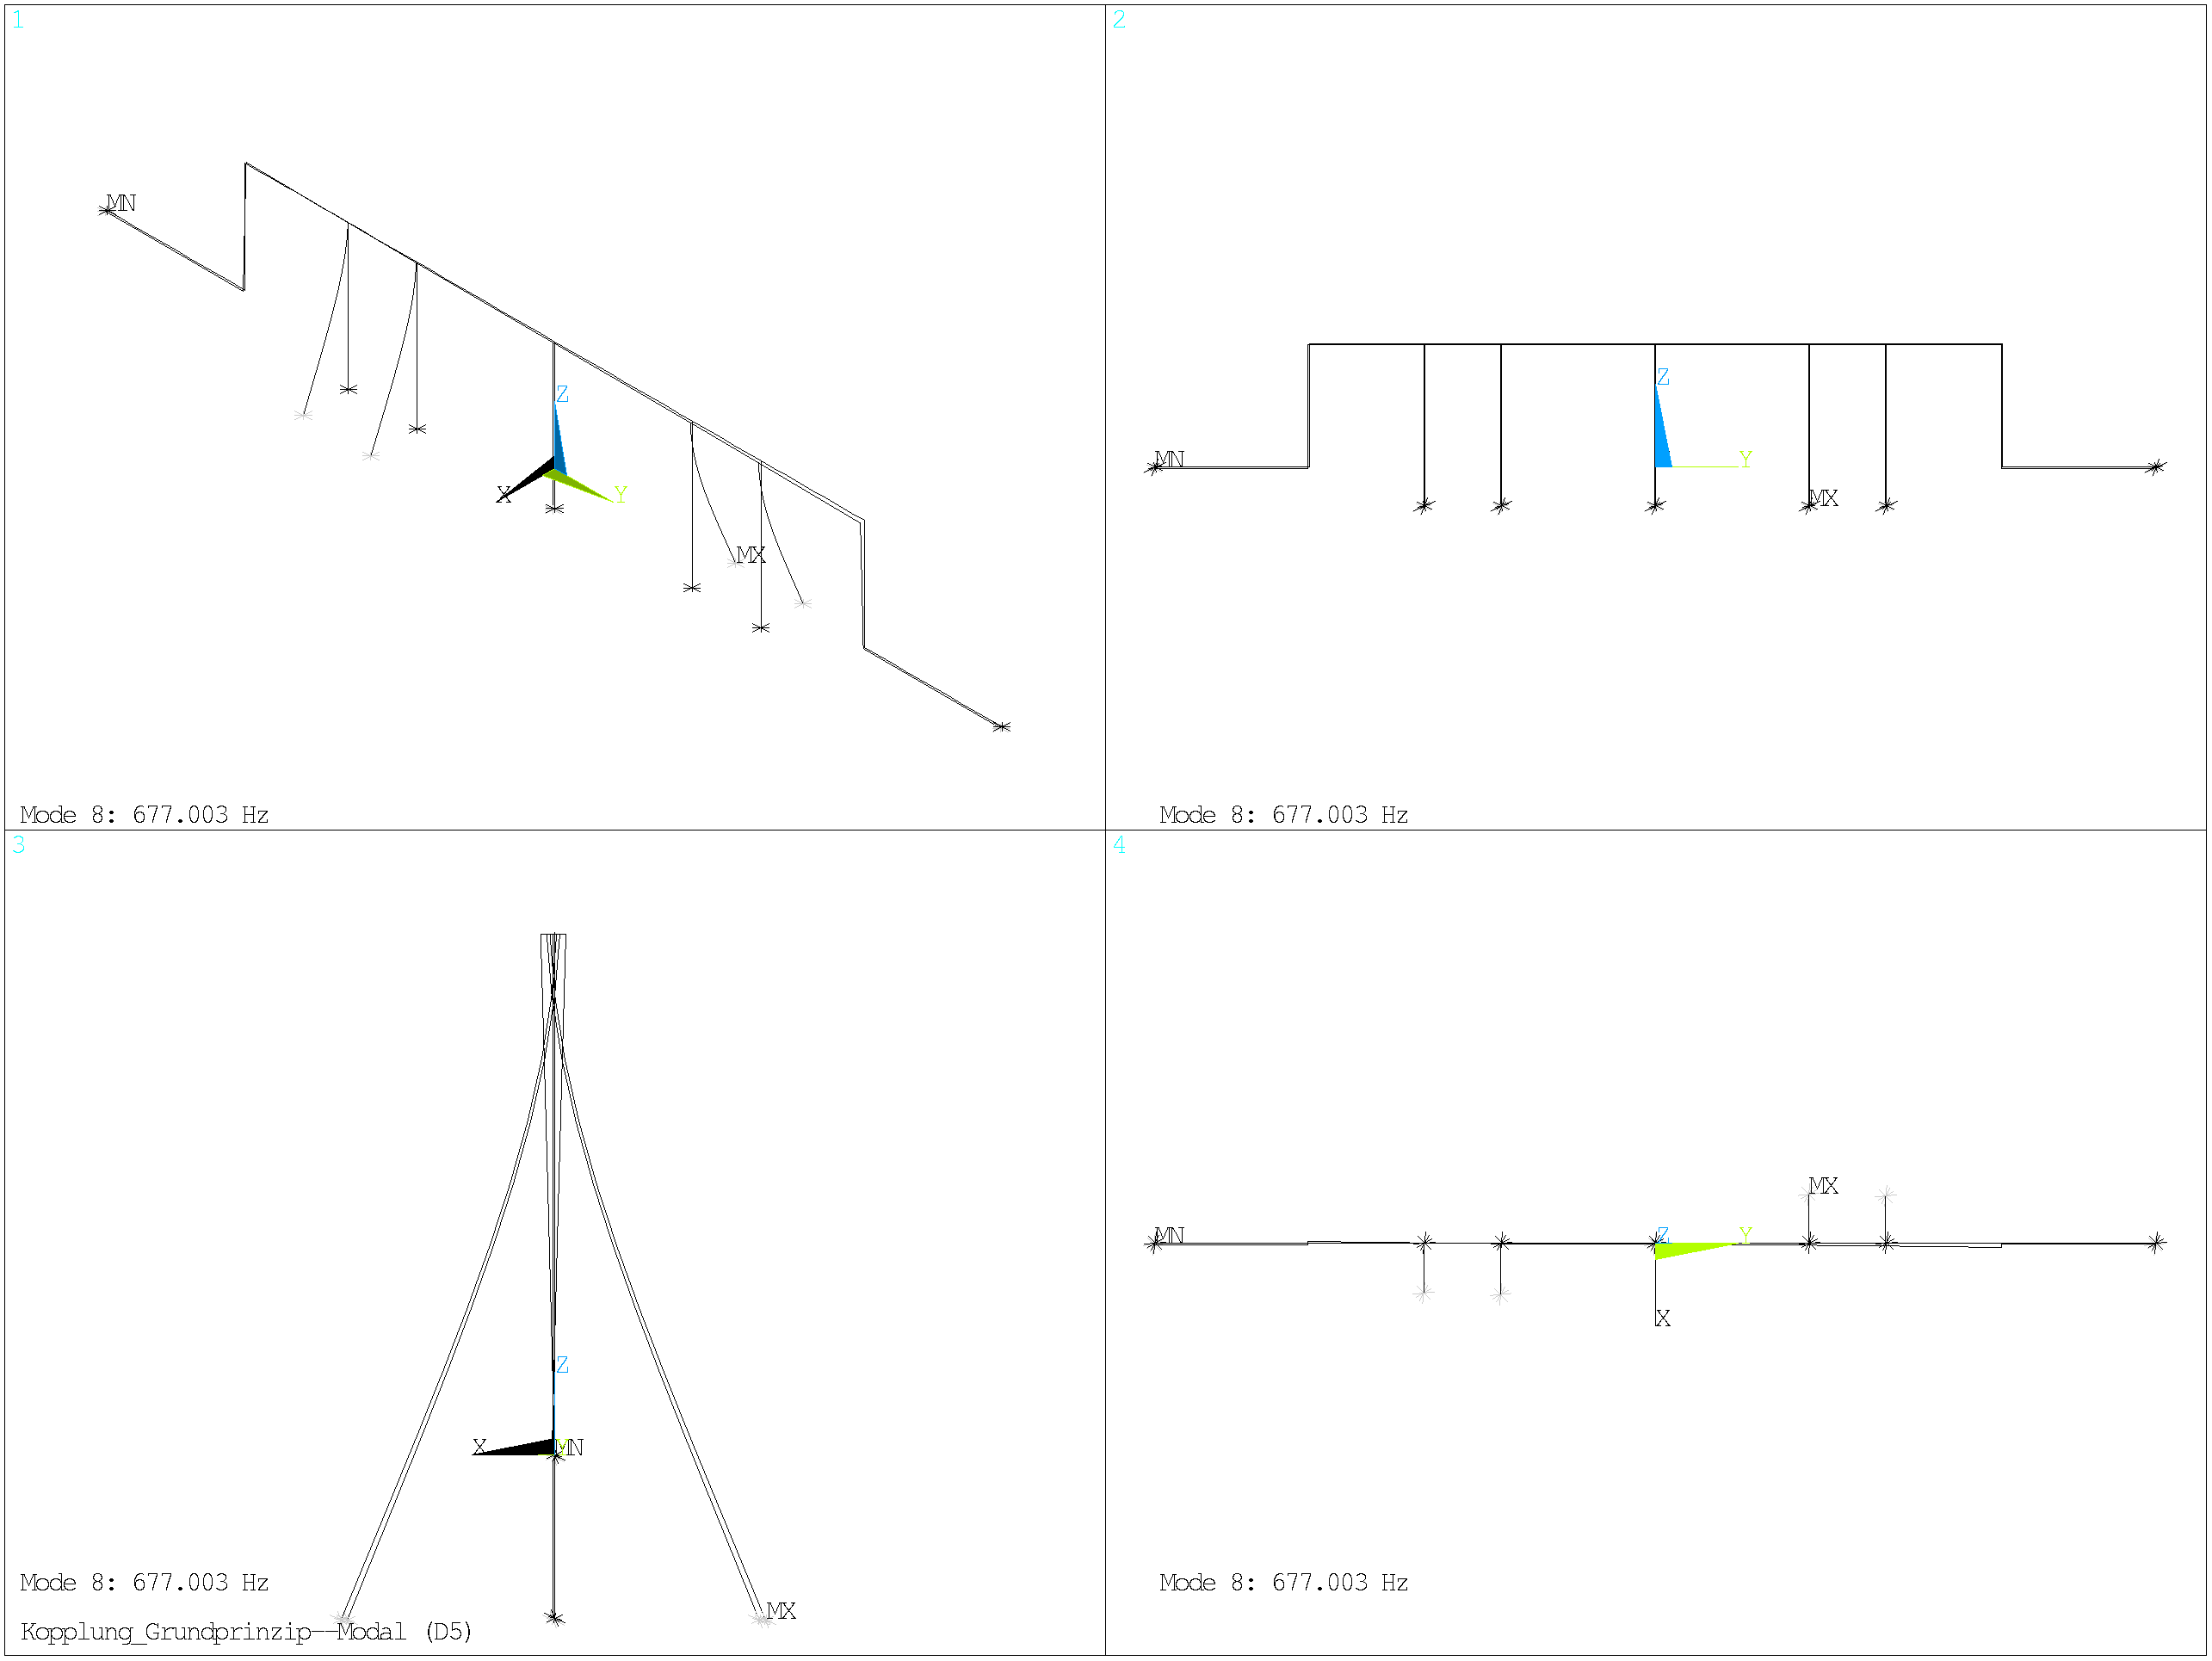 1
MN
Z
X
Y
MX
Mode 8: 677.003 Hz
2
Z
MN
Y
MX
Mode 8: 677.003 Hz
3
Z
X
MN
Mode 8: 677.003 Hz
MX
Kopplung_Grundprinzip--Modal (D5)
4
MX
MN
Z
Y
X
Mode 8: 677.003 Hz